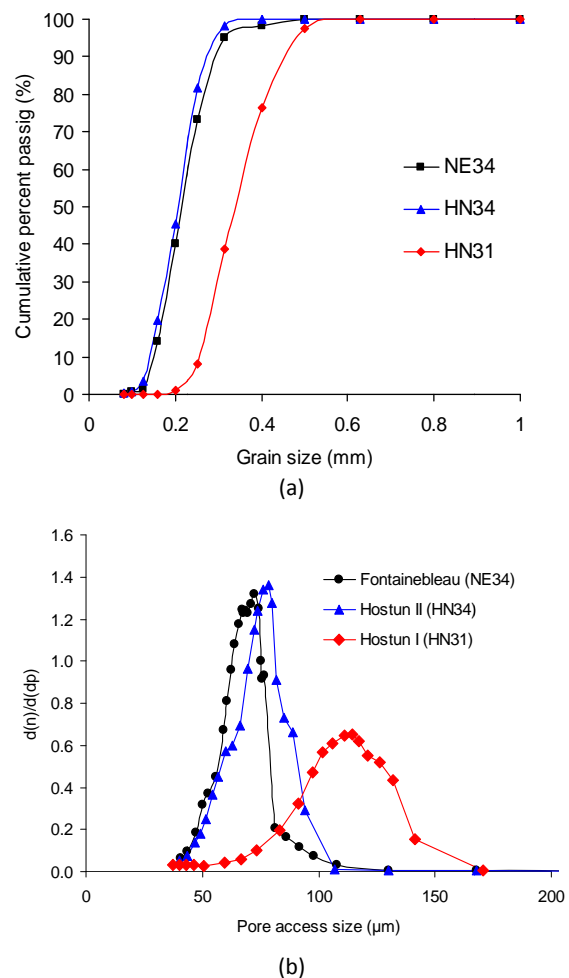 100
90
80
70
60
50
40
30
20
10
0
Cumulative percent passig (%)
NE34
HN34
HN31
0 0.2 0.4 0.6 0.8 1
Grain size (mm)
(a)
1.6
1.4
1.2
1.0
0.8
0.6
0.4
0.2
0.0
d(n)/d(dp)
Fontainebleau (NE34)
Hostun II (HN34)
Hostun I (HN31)
0 50 100 150 200
Pore access size (µm)
(b)